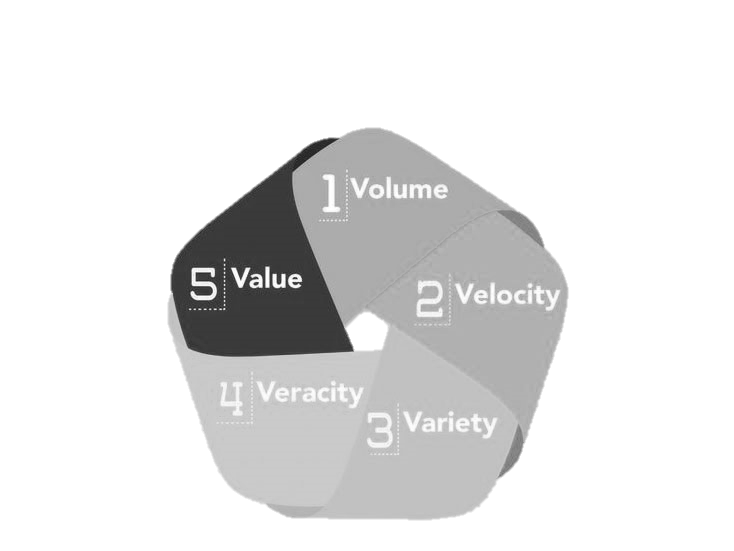 1 Volume
2 Velocity
3 Variety
4 Veracity
5 Value